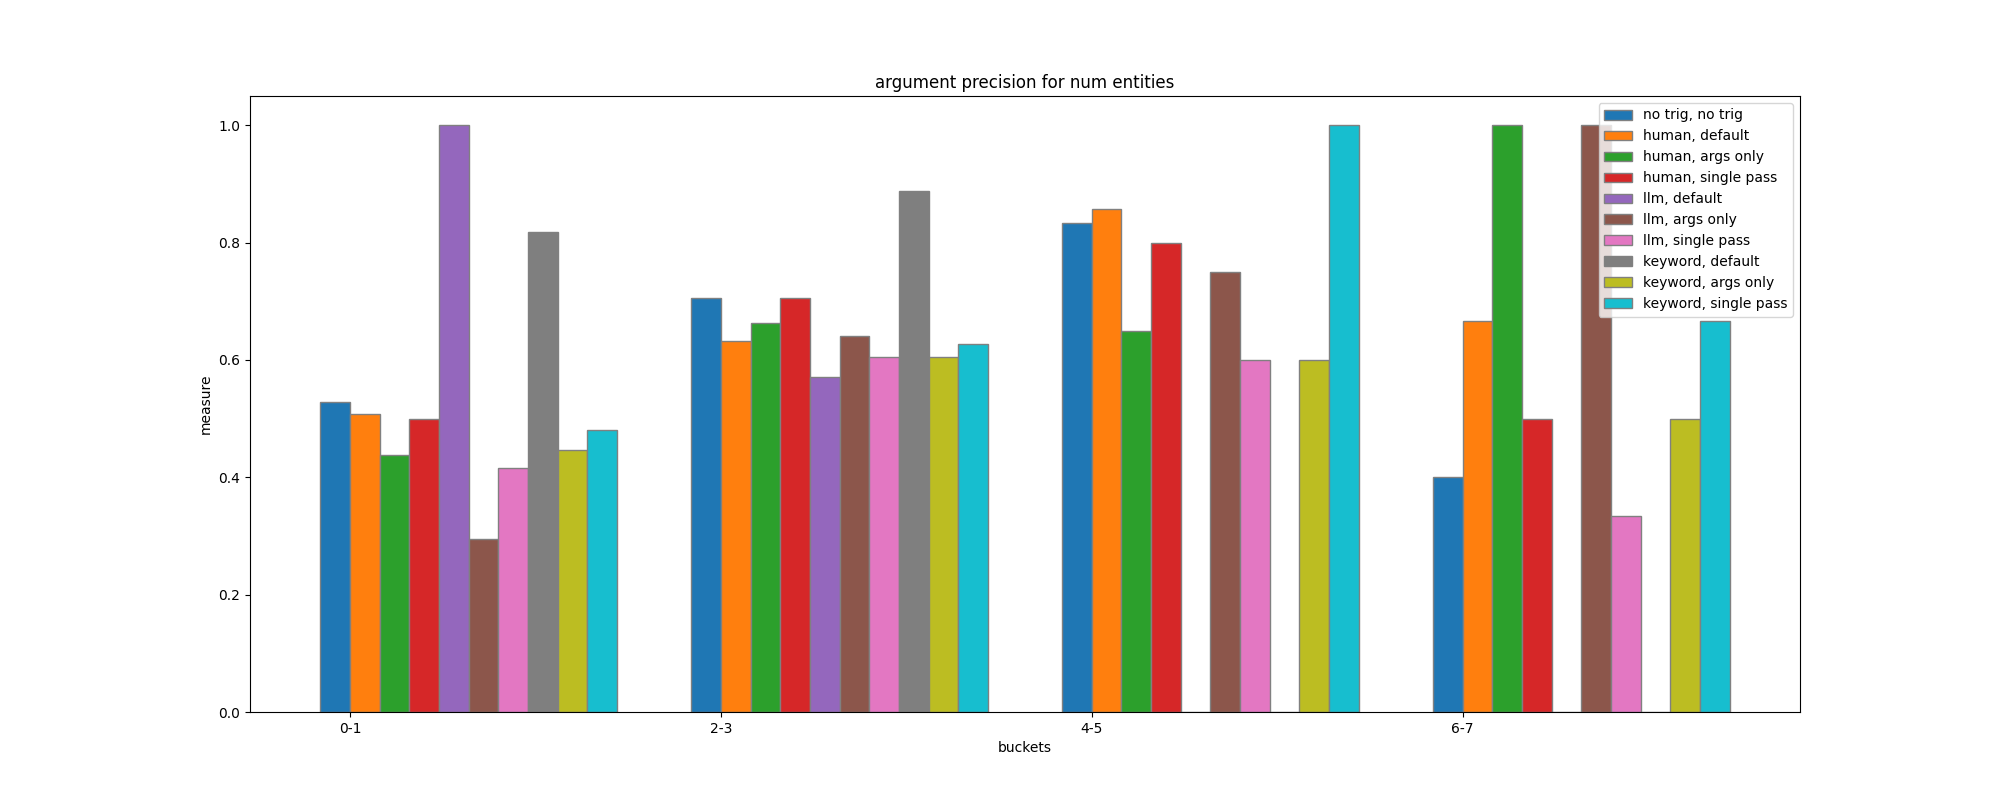 argument precision for num entities
1.0
0.8
0.6
0.4
0.2
0.0
measure
no trig, no trig
human, default
human, args only
human, single pass
llm, default
llm, args only
llm, single pass
keyword, default
keyword, args only
keyword, single pass
0-1
2-3
4-5
6-7
buckets